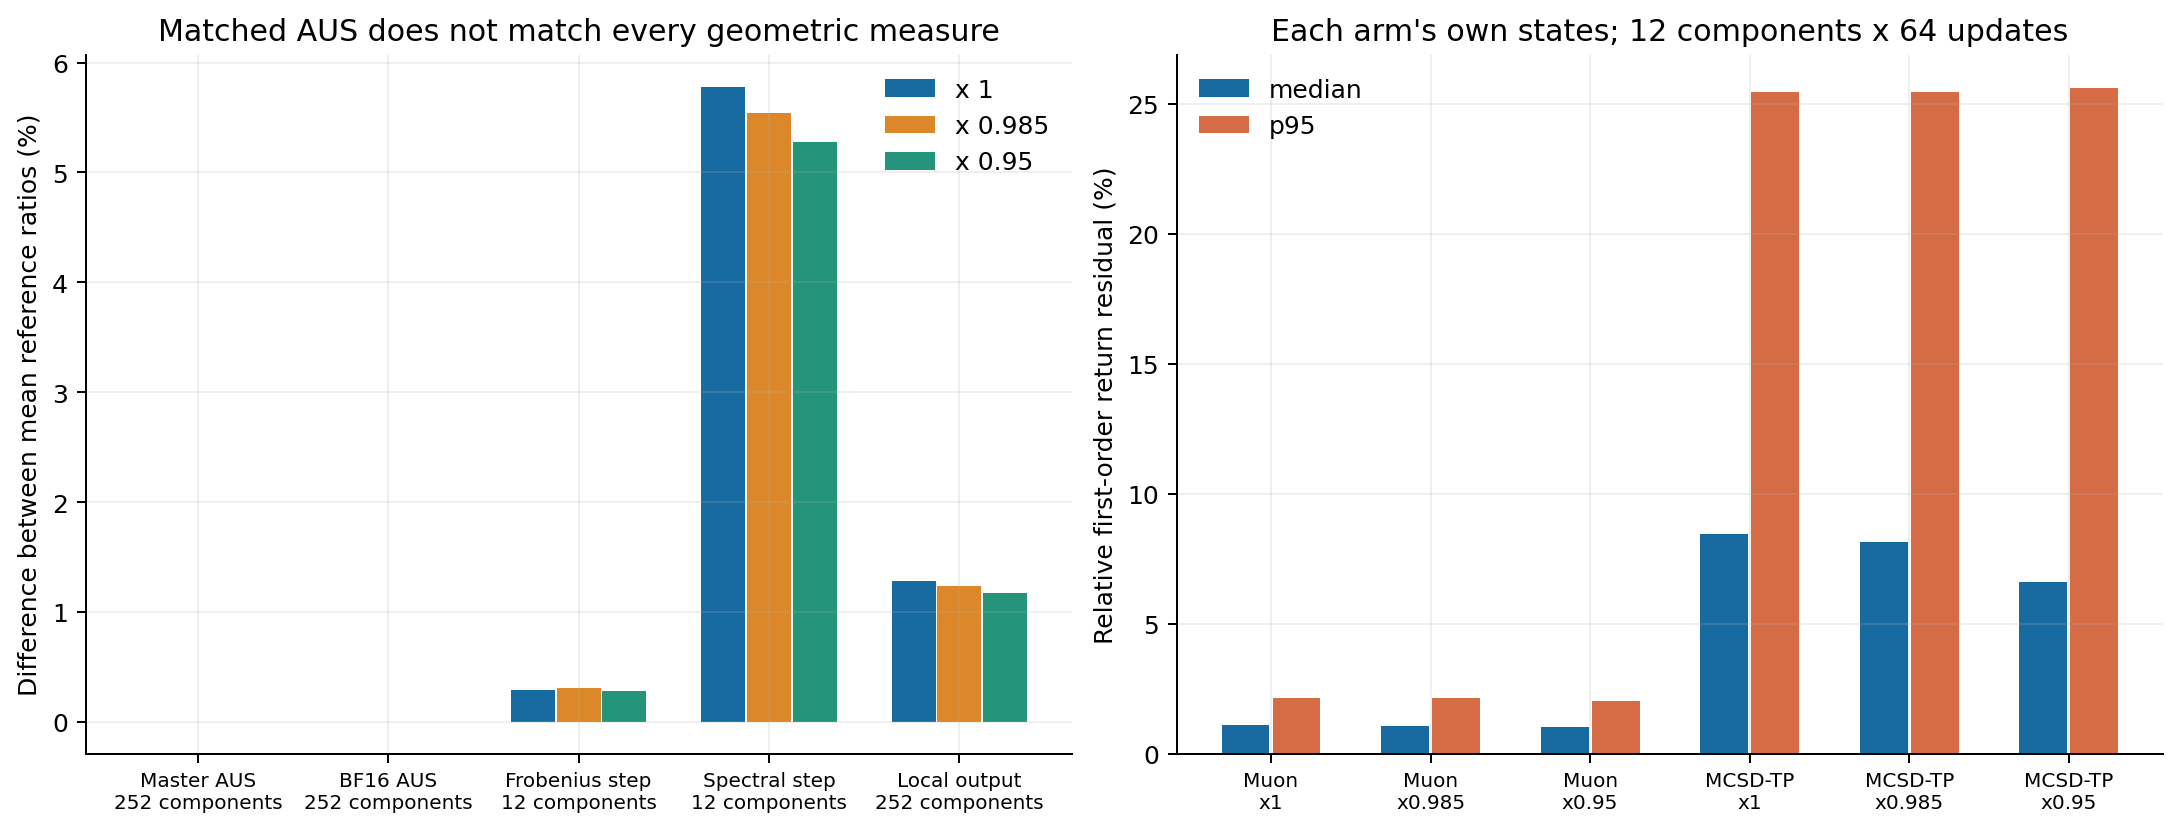 Matched AUS does not match every geometric measure
Difference between mean reference ratios (%)
6
5
4
3
2
1
0
x 1
x 0.985
x 0.95
Master AUS
252 components
BF16 AUS
252 components
Frobenius step
12 components
Spectral step
12 components
Local output
252 components
Each arm's own states; 12 components x 64 updates
Relative first-order return residual (%)
25
20
15
10
5
0
median
p95
Muon
x1
Muon
x0.985
Muon
x0.95
MCSD-TP
x1
MCSD-TP
x0.985
MCSD-TP
x0.95